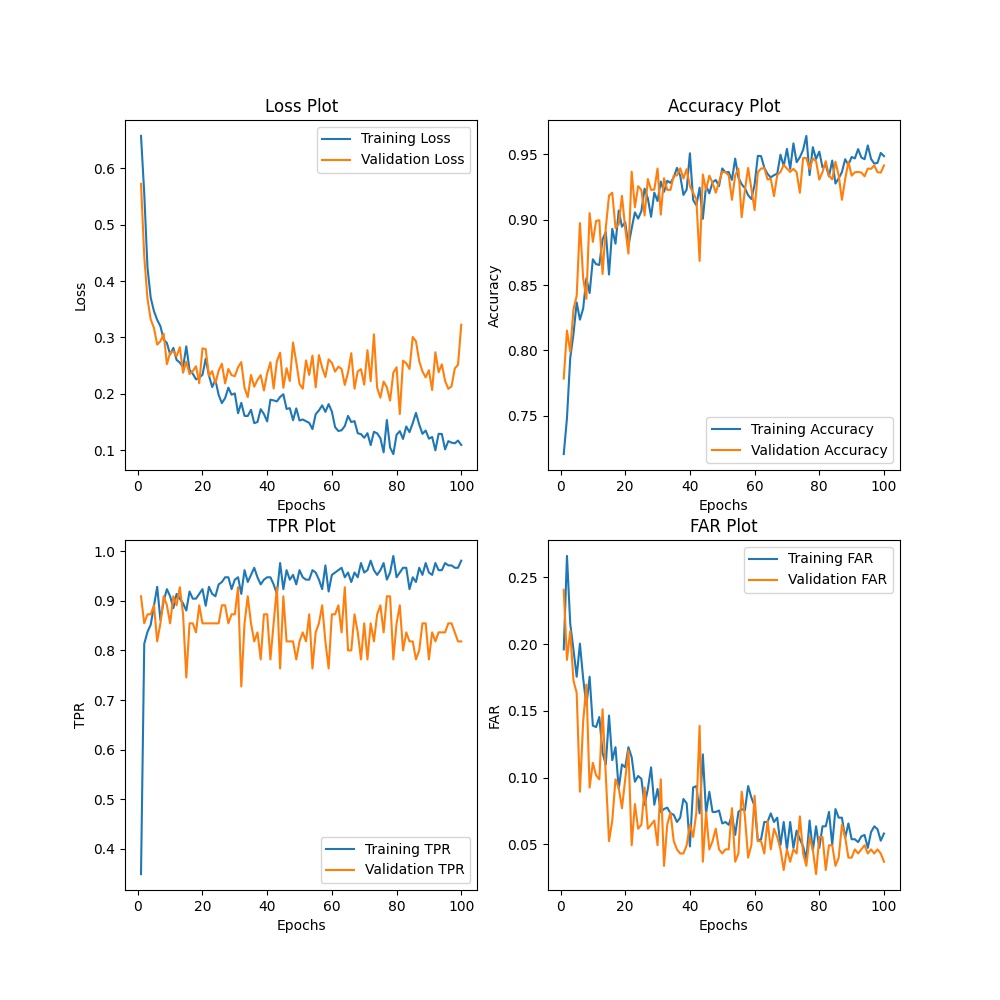 Loss Plot
Training Loss
Validation Loss
0.6
0.5
0.4
0.3
0.2
0.1
Loss
0 20 40 60 80 100
Epochs
Accuracy Plot
0.95
0.90
0.85
0.80
0.75
Accuracy
Training Accuracy
Validation Accuracy
0 20 40 60 80 100
Epochs
TPR Plot
1.0
0.9
0.8
0.7
0.6
0.5
0.4
TPR
Training TPR
Validation TPR
0 20 40 60 80 100
Epochs
FAR Plot
Training FAR
Validation FAR
0.25
0.20
0.15
0.10
0.05
FAR
0 20 40 60 80 100
Epochs